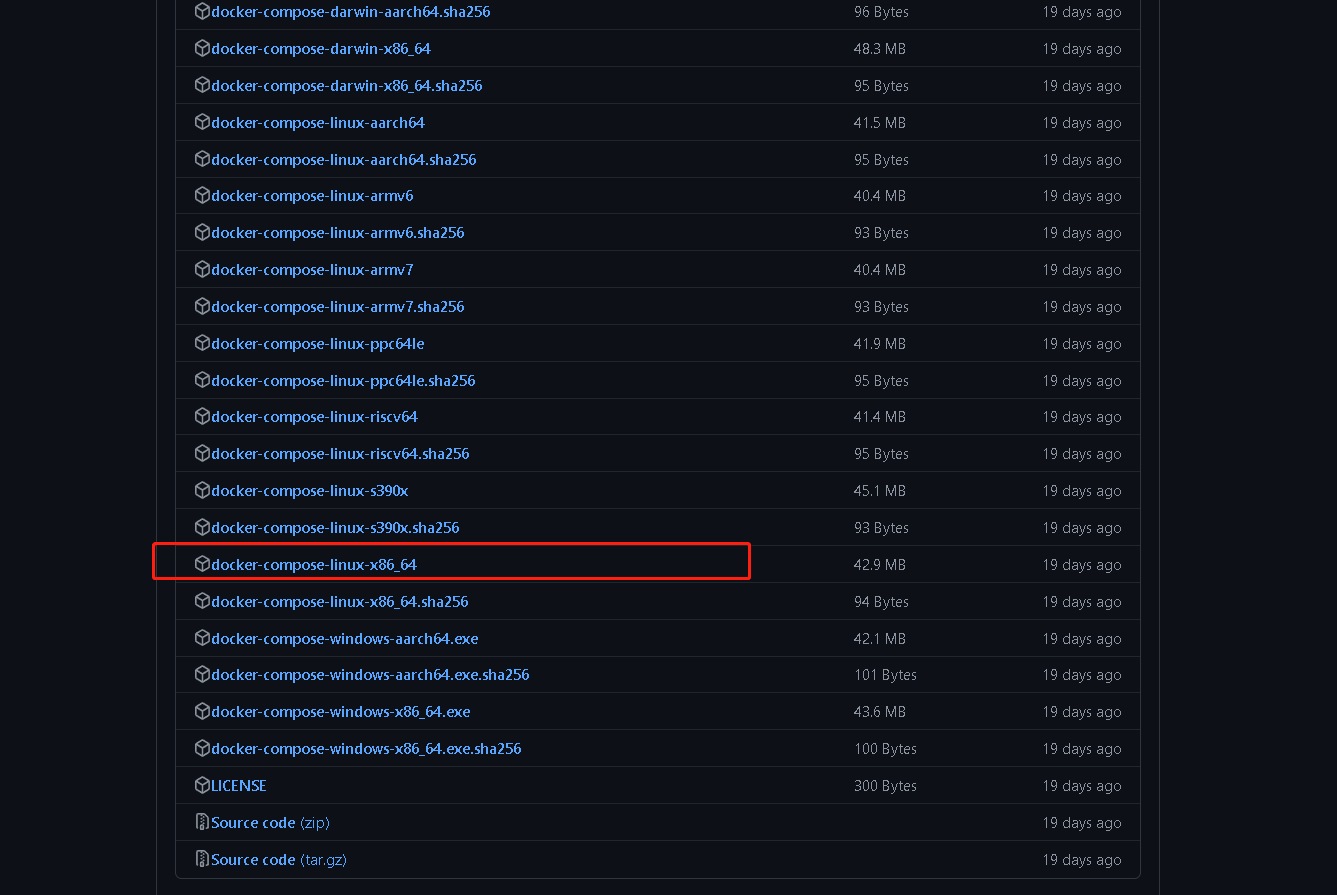 docker-compose-darwin-aarch64.sha256 96 Bytes 19 days ago
docker-compose-darwin-x86_64 48.3 MB 19 days ago
docker-compose-darwin-x86_64.sha256 95 Bytes 19 days ago
docker-compose-linux-aarch64 41.5 MB 19 days ago
docker-compose-linux-aarch64.sha256 95 Bytes 19 days ago
docker-compose-linux-armv6 40.4 MB 19 days ago
docker-compose-linux-armv6.sha256 93 Bytes 19 days ago
docker-compose-linux-armv7 40.4 MB 19 days ago
docker-compose-linux-armv7.sha256 93 Bytes 19 days ago
docker-compose-linux-ppc64le 41.9 MB 19 days ago
docker-compose-linux-ppc64le.sha256 95 Bytes 19 days ago
docker-compose-linux-riscv64 41.4 MB 19 days ago
docker-compose-linux-riscv64.sha256 95 Bytes 19 days ago
docker-compose-linux-s390x 45.1 MB 19 days ago
docker-compose-linux-s390x.sha256 93 Bytes 19 days ago
docker-compose-linux-x86_64 42.9 MB 19 days ago
docker-compose-linux-x86_64.sha256 94 Bytes 19 days ago
docker-compose-windows-aarch64.exe 42.1 MB 19 days ago
docker-compose-windows-aarch64.exe.sha256 101 Bytes 19 days ago
docker-compose-windows-x86_64.exe 43.6 MB 19 days ago
docker-compose-windows-x86_64.exe.sha256 100 Bytes 19 days ago
LICENSE 300 Bytes 19 days ago
Source code (zip) 19 days ago
Source code (tar.gz) 19 days ago